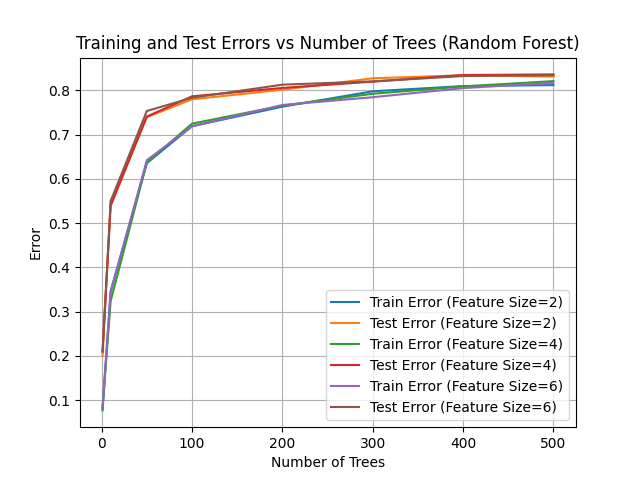 Training and Test Errors vs Number of Trees (Random Forest)
Error
0.8
0.7
0.6
0.5
0.4
0.3
0.2
0.1
Train Error (Feature Size=2)
Test Error (Feature Size=2)
Train Error (Feature Size=4)
Test Error (Feature Size=4)
Train Error (Feature Size=6)
Test Error (Feature Size=6)
0 100 200 300 400 500
Number of Trees